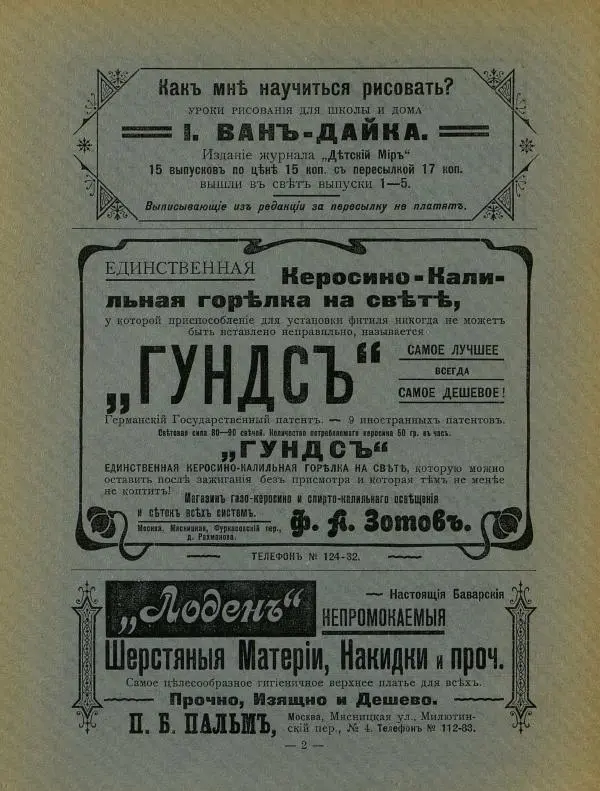 Какъ мнѣ научиться рисовать?
УРОКИ РИСОВАНІЯ ДЛЯ ШКОЛЫ И ДОМА
І. ВАНЪ-ДАЙКА.
Изданіе журнала „Дѣтскій Міръ“
15 выпусковъ по цѣнѣ 15 коп. съ пересылкой 17 коп.
ВЫШЛИ ВЪ СВѢТЪ ВЫПУСКИ 1—5.
Выписывающіе изъ редакціи за пересылку не платятъ.
ЕДИНСТВЕННАЯ Керосино-Кали-
льная горѣлка на свѣтѣ,
у которой приспособленіе для установки фитиля никогда не можетъ
быть вставлено неправильно, называется
„ГУНДСЪ“
САМОЕ ЛУЧШЕЕ
ВСЕГДА
САМОЕ ДЕШЕВОЕ!
Германскій Государственный патентъ. — 9 иностранныхъ патентовъ.
Свѣтовая сила 80—90 свѣчей. Количество потребляемаго керосина 50 гр. въ часъ.
„ГУНДСЪ“
ЕДИНСТВЕННАЯ КЕРОСИНО-КАЛИЛЬНАЯ ГОРѢЛКА НА СВѢТѢ, которую можно
оставить послѣ зажиганія безъ присмотра и которая тѣмъ не менѣе
не коптитъ!
Магазинъ газо-керосино и спирто-калильнаго освѣщенія
и сѣтокъ всѣхъ системъ.
Москва, Мясницкая, Фуркасовскій пер.,
д. Рахманова.
Ф. А. Зотовъ.
ТЕЛЕФОНЪ № 124-32.
„Лоденъ“
— Настоящія Баварскія
НЕПРОМОКАЕМЫЯ
Шерстяныя Матеріи, Накидки и проч.
Самое цѣлесообразное гигіеничное верхнее платье для всѣхъ.
Прочно, Изящно и Дешево.
П. Б. ПАЛЬМЪ,
Москва, Мясницкая ул., Милютин-
скій пер., № 4. Телефонъ № 112-83.
— 2 —